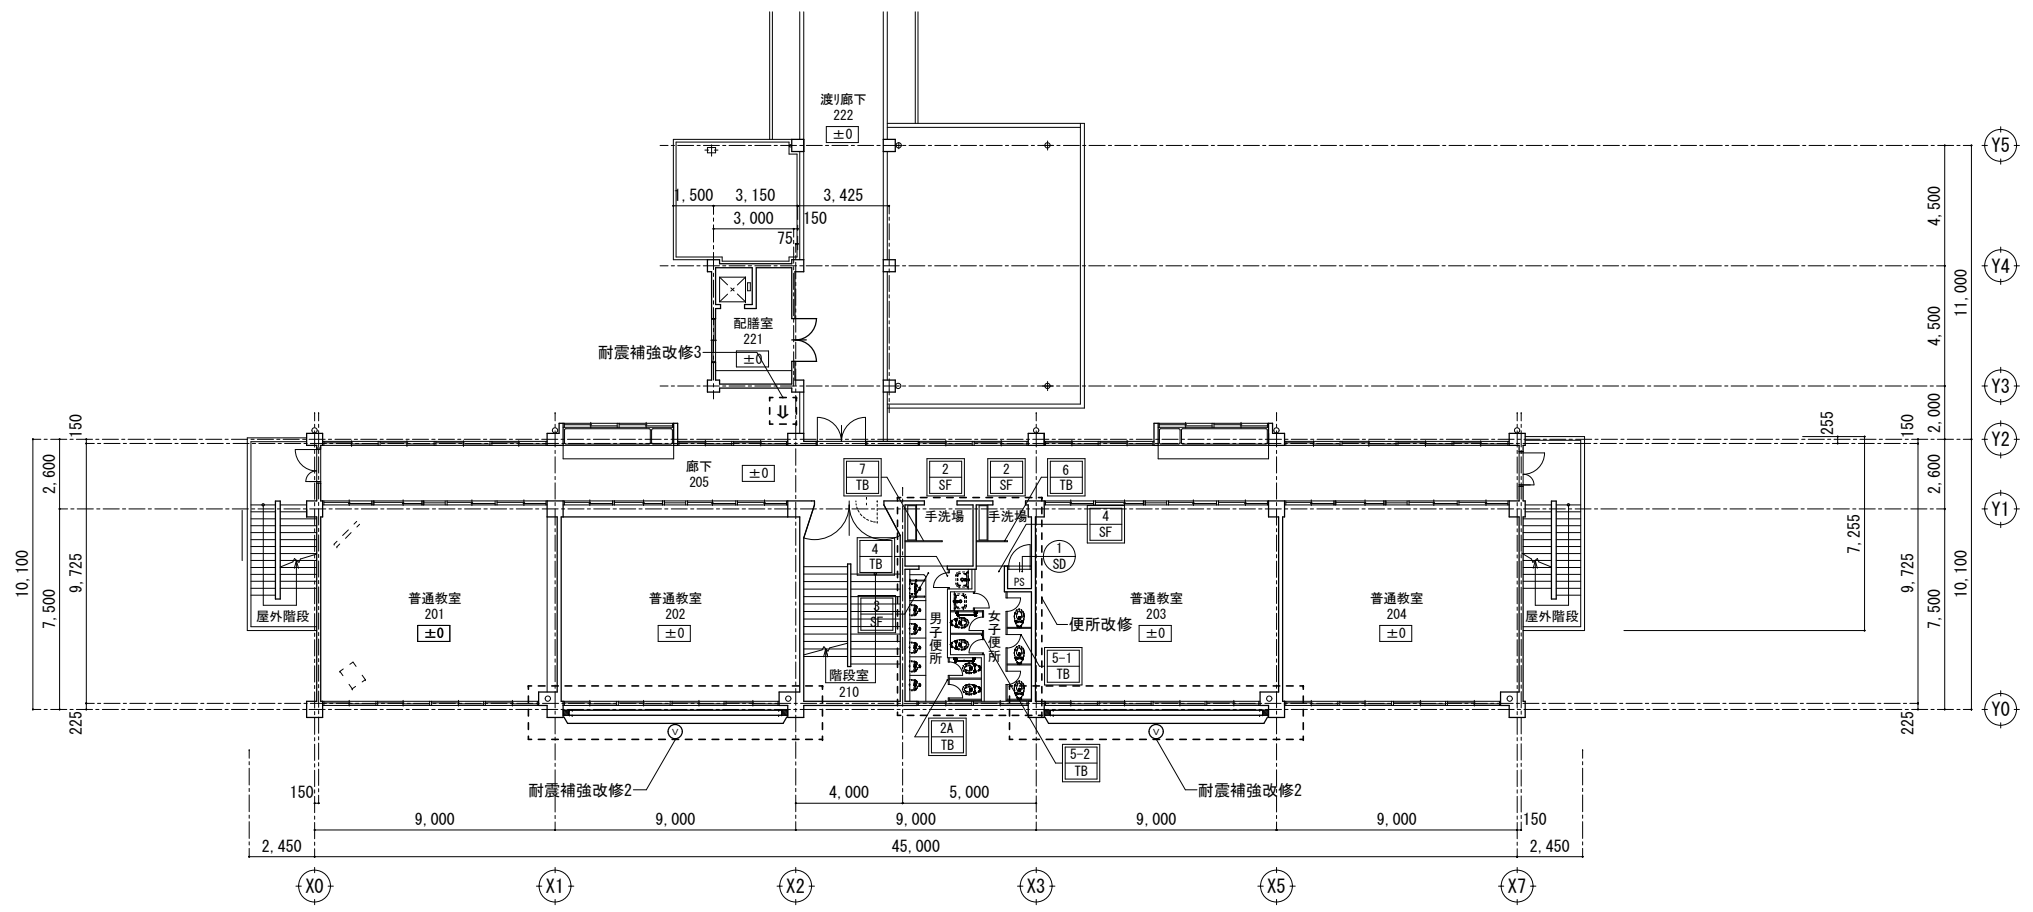 渡り廊下
222
±0
Y5
1,500
3,150
3,425
3,000
150
75
4,500
Y4
配膳室
221
±0
耐震補強改修3
4,500
11,000
Y3
2,000
150
255
150
Y2
廊下
205
±0
7
TB
2
SF
2
SF
6
TB
2,600
2,600
手洗場
手洗場
4
SF
Y1
4
TB
1
SD
PS
7,255
10,100
9,725
7,500
屋外階段
普通教室
201
±0
普通教室
202
±0
3
SF
男子便所
女子便所
便所改修
普通教室
203
±0
普通教室
204
±0
屋外階段
9,725
10,100
7,500
5-1
TB
階段室
210
225
225
Y0
V
V
2A
TB
5-2
TB
耐震補強改修2
耐震補強改修2
150
4,000
5,000
9,000
9,000
9,000
9,000
9,000
150
2,450
45,000
2,450
X0
X1
X2
X3
X5
X7